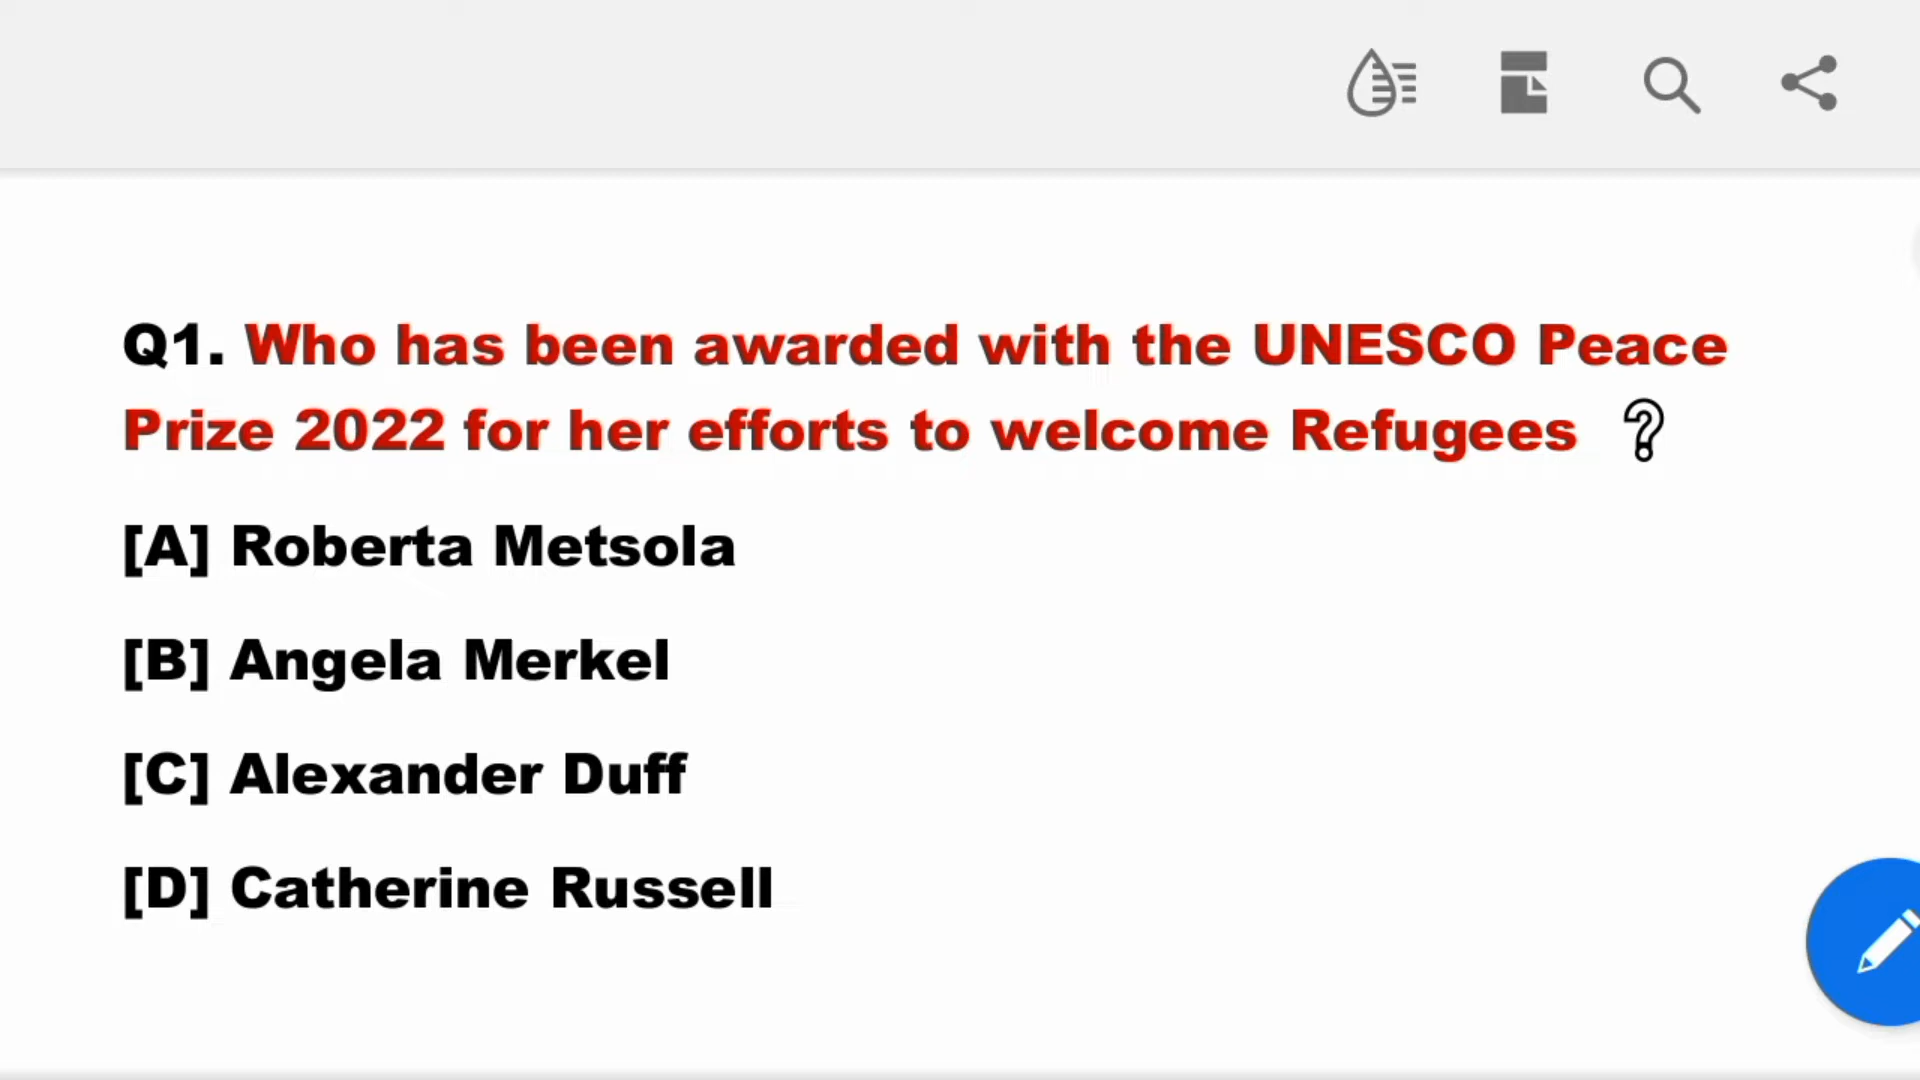 Q1. Who has been awarded with the UNESCO Peace
Prize 2022 for her efforts to welcome Refugees ?
[A] Roberta Metsola
[B] Angela Merkel
[C] Alexander Duff
[D] Catherine Russell